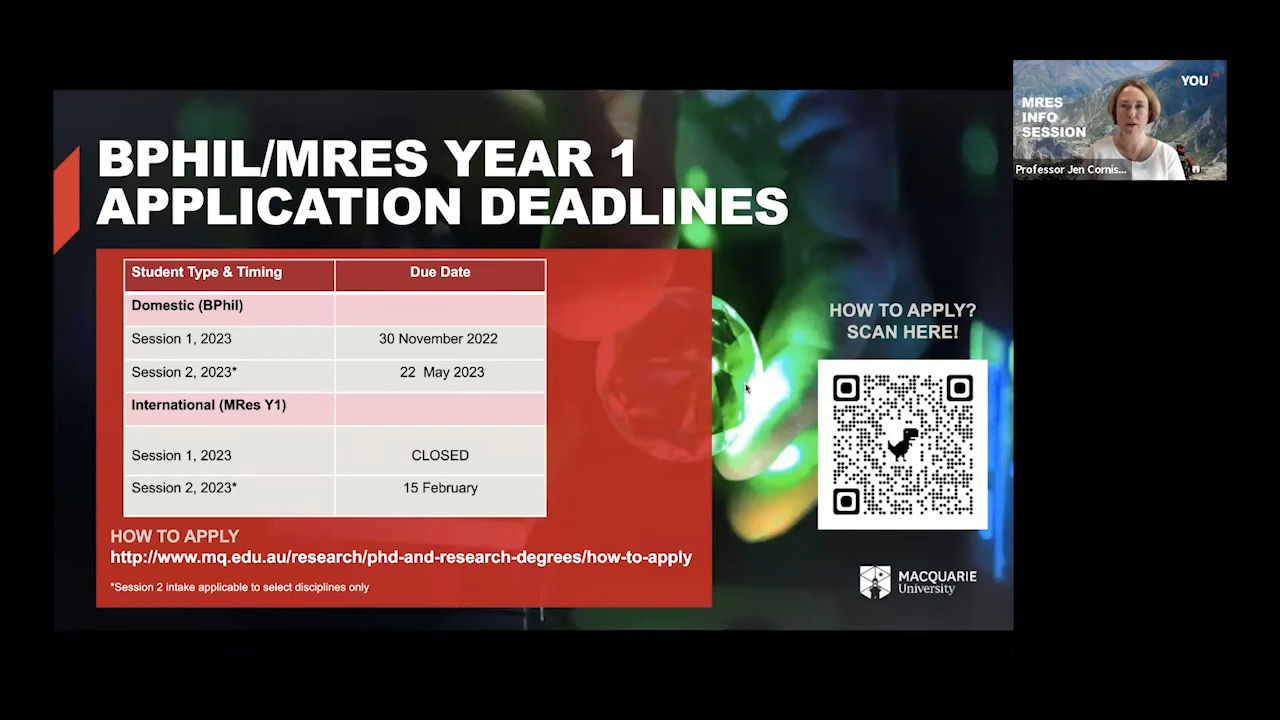 YOU
MRES
INFO
SESSION
Professor Jen Cornis...
BPHIL/MRES YEAR 1
APPLICATION DEADLINES
Student Type & Timing Due Date
Domestic (BPhil)
Session 1, 2023 30 November 2022
Session 2, 2023* 22 May 2023
International (MRes Y1)
Session 1, 2023 CLOSED
Session 2, 2023* 15 February
HOW TO APPLY
http://www.mq.edu.au/research/phd-and-research-degrees/how-to-apply
*Session 2 intake applicable to select disciplines only
HOW TO APPLY?
SCAN HERE!
MACQUARIE
University